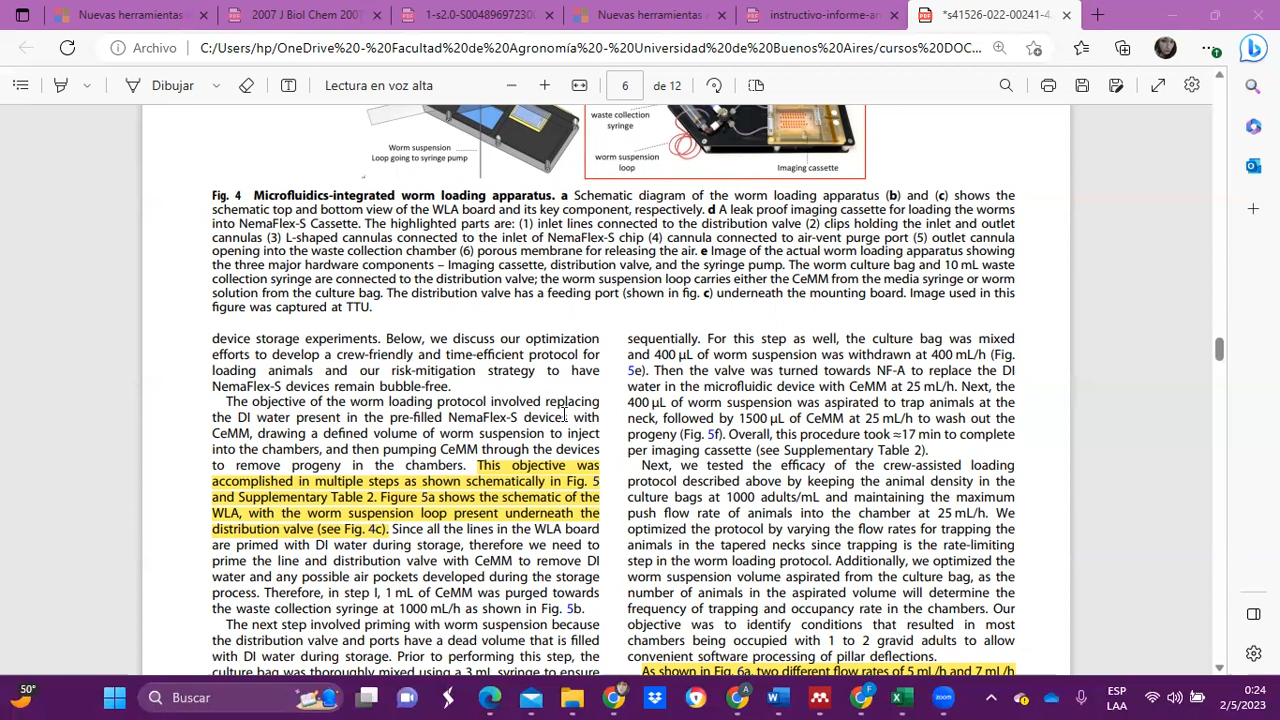 Nuevas herramientas
2007 J Biol Chem 2007
1-s2.0-S004896972300
Nuevas herramientas e
instructivo-informe-an
*s41526-022-00241-4.
Archivo
C:/Users/hp/OneDrive%20-%20Facultad%20de%20Agronomía%20-%20Universidad%20de%20Buenos%20Aires/cursos%20DOC...
Dibujar
Lectura en voz alta
6
de 12
waste collection
syringe
worm suspension
loop
Worm suspension
Loop going to syringe pump
Imaging cassette
Fig. 4 Microfluidics-integrated worm loading apparatus. a Schematic diagram of the worm loading apparatus (b) and (c) shows the
schematic top and bottom view of the WLA board and its key component, respectively. d A leak proof imaging cassette for loading the worms
into NemaFlex-S Cassette. The highlighted parts are: (1) inlet lines connected to the distribution valve (2) clips holding the inlet and outlet
cannulas (3) L-shaped cannulas connected to the inlet of NemaFlex-S chip (4) cannula connected to air-vent purge port (5) outlet cannula
opening into the waste collection chamber (6) porous membrane for releasing the air. e Image of the actual worm loading apparatus showing
the three major hardware components – Imaging cassette, distribution valve, and the syringe pump. The worm culture bag and 10 mL waste
collection syringe are connected to the distribution valve; the worm suspension loop carries either the CeMM from the media syringe or worm
solution from the culture bag. The distribution valve has a feeding port (shown in fig. c) underneath the mounting board. Image used in this
figure was captured at TTU.
device storage experiments. Below, we discuss our optimization
efforts to develop a crew-friendly and time-efficient protocol for
loading animals and our risk-mitigation strategy to have
NemaFlex-S devices remain bubble-free.
The objective of the worm loading protocol involved replacing
the DI water present in the pre-filled NemaFlex-S devices with
CeMM, drawing a defined volume of worm suspension to inject
into the chambers, and then pumping CeMM through the devices
to remove progeny in the chambers. This objective was
accomplished in multiple steps as shown schematically in Fig. 5
and Supplementary Table 2. Figure 5a shows the schematic of the
WLA, with the worm suspension loop present underneath the
distribution valve (see Fig. 4c). Since all the lines in the WLA board
are primed with DI water during storage, therefore we need to
prime the line and distribution valve with CeMM to remove DI
water and any possible air pockets developed during the storage
process. Therefore, in step I, 1 mL of CeMM was purged towards
the waste collection syringe at 1000 mL/h as shown in Fig. 5b.
The next step involved priming with worm suspension because
the distribution valve and ports have a dead volume that is filled
with DI water during storage. Prior to performing this step, the
culture bag was thoroughly mixed using a 3 mL syringe to ensure
sequentially. For this step as well, the culture bag was mixed
and 400 µL of worm suspension was withdrawn at 400 mL/h (Fig.
5e). Then the valve was turned towards NF-A to replace the DI
water in the microfluidic device with CeMM at 25 mL/h. Next, the
400 µL of worm suspension was aspirated to trap animals at the
neck, followed by 1500 µL of CeMM at 25 mL/h to wash out the
progeny (Fig. 5f). Overall, this procedure took ≈17 min to complete
per imaging cassette (see Supplementary Table 2).
Next, we tested the efficacy of the crew-assisted loading
protocol described above by keeping the animal density in the
culture bags at 1000 adults/mL and maintaining the maximum
push flow rate of animals into the chamber at 25 mL/h. We
optimized the protocol by varying the flow rates for trapping the
animals in the tapered necks since trapping is the rate-limiting
step in the worm loading protocol. Additionally, we optimized the
worm suspension volume aspirated from the culture bag, as the
number of animals in the aspirated volume will determine the
frequency of trapping and occupancy rate in the chambers. Our
objective was to identify conditions that resulted in most
chambers being occupied with 1 to 2 gravid adults to allow
convenient software processing of pillar deflections.
As shown in Fig. 6a, two different flow rates of 5 mL/h and 7 mL/h
50°
Buscar
ESP
LAA
0:24
2/5/2023